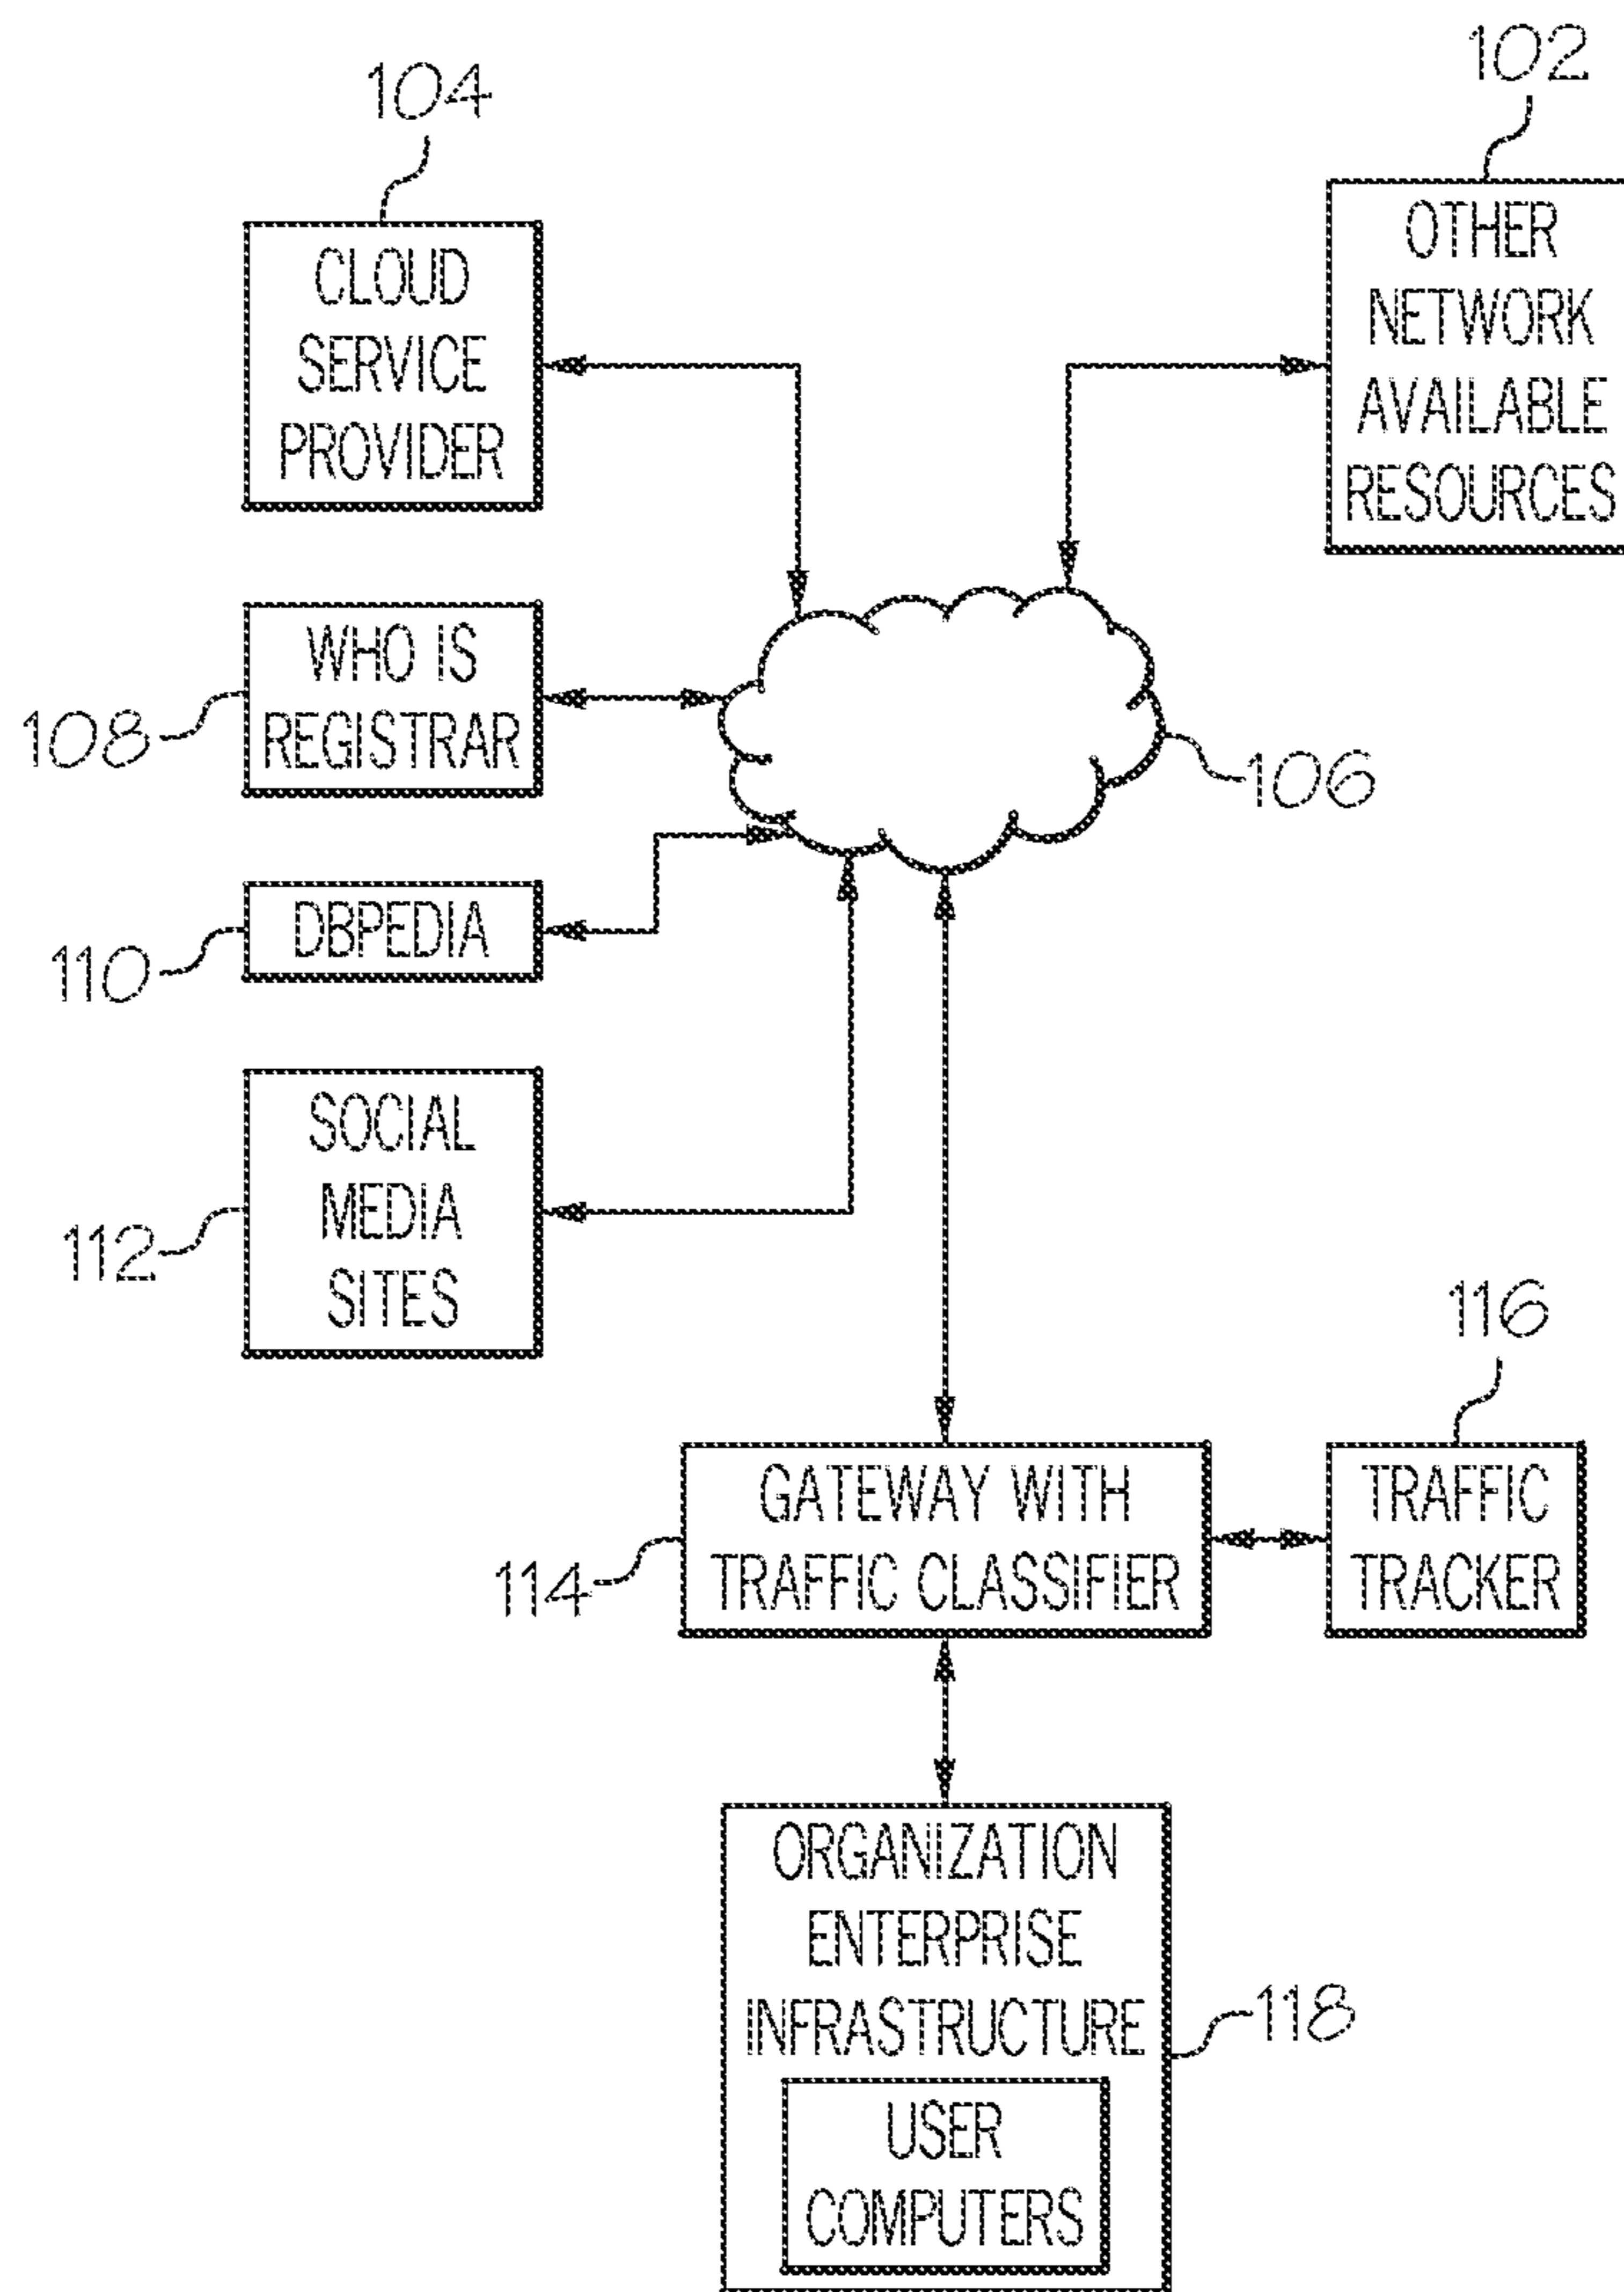 102
104
OTHER
NETWORK
AVAILABLE
RESOURCES
CLOUD
SERVICE
PROVIDER
WHO IS
REGISTRAR
108
106
DBPEDIA
110
SOCIAL
MEDIA
SITES
112
116
GATEWAY WITH
TRAFFIC CLASSIFIER
114
TRAFFIC
TRACKER
ORGANIZATION
ENTERPRISE
INFRASTRUCTURE
118
USER
COMPUTERS